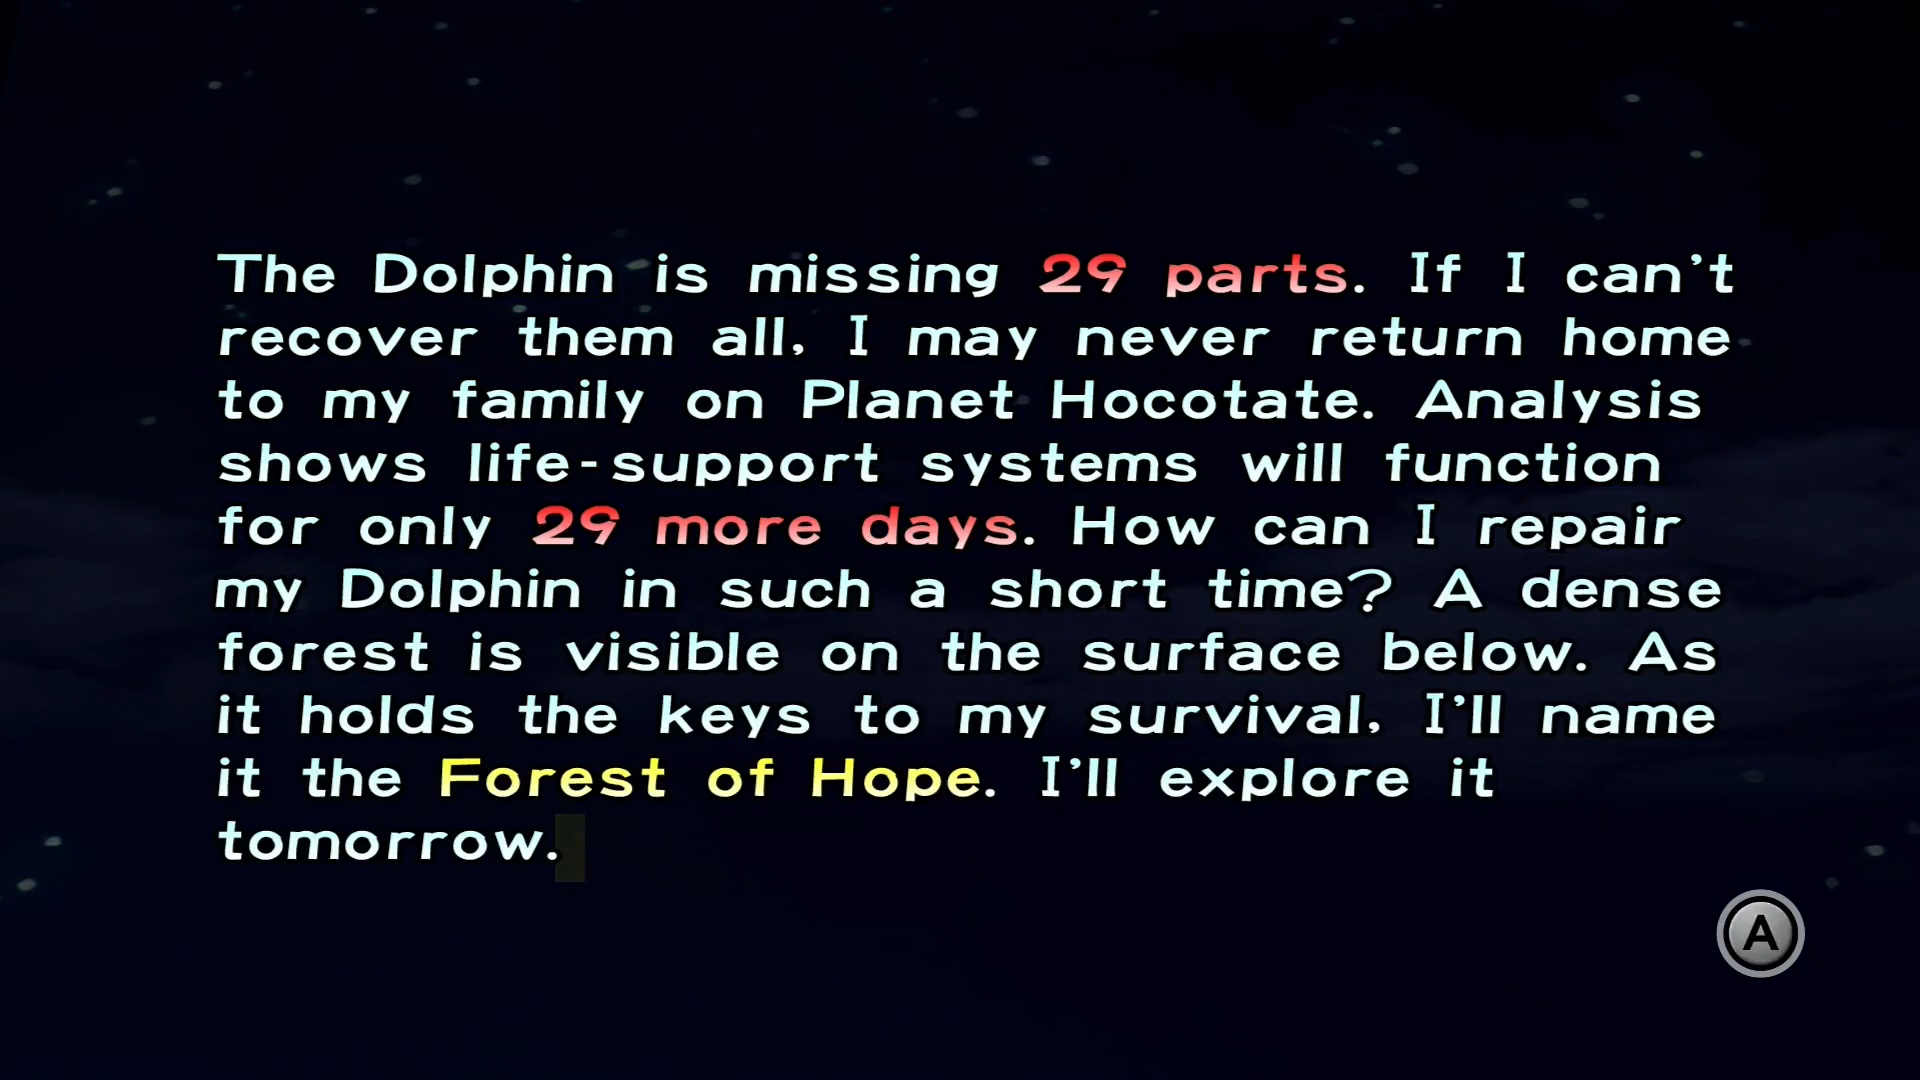 The Dolphin is missing 29 parts. If I can't
recover them all, I may never return home
to my family on Planet Hocotate. Analysis
shows life-support systems will function
for only 29 more days. How can I repair
my Dolphin in such a short time? A dense
forest is visible on the surface below. As
it holds the keys to my survival, I'll name
it the Forest of Hope. I'll explore it
tomorrow.
A